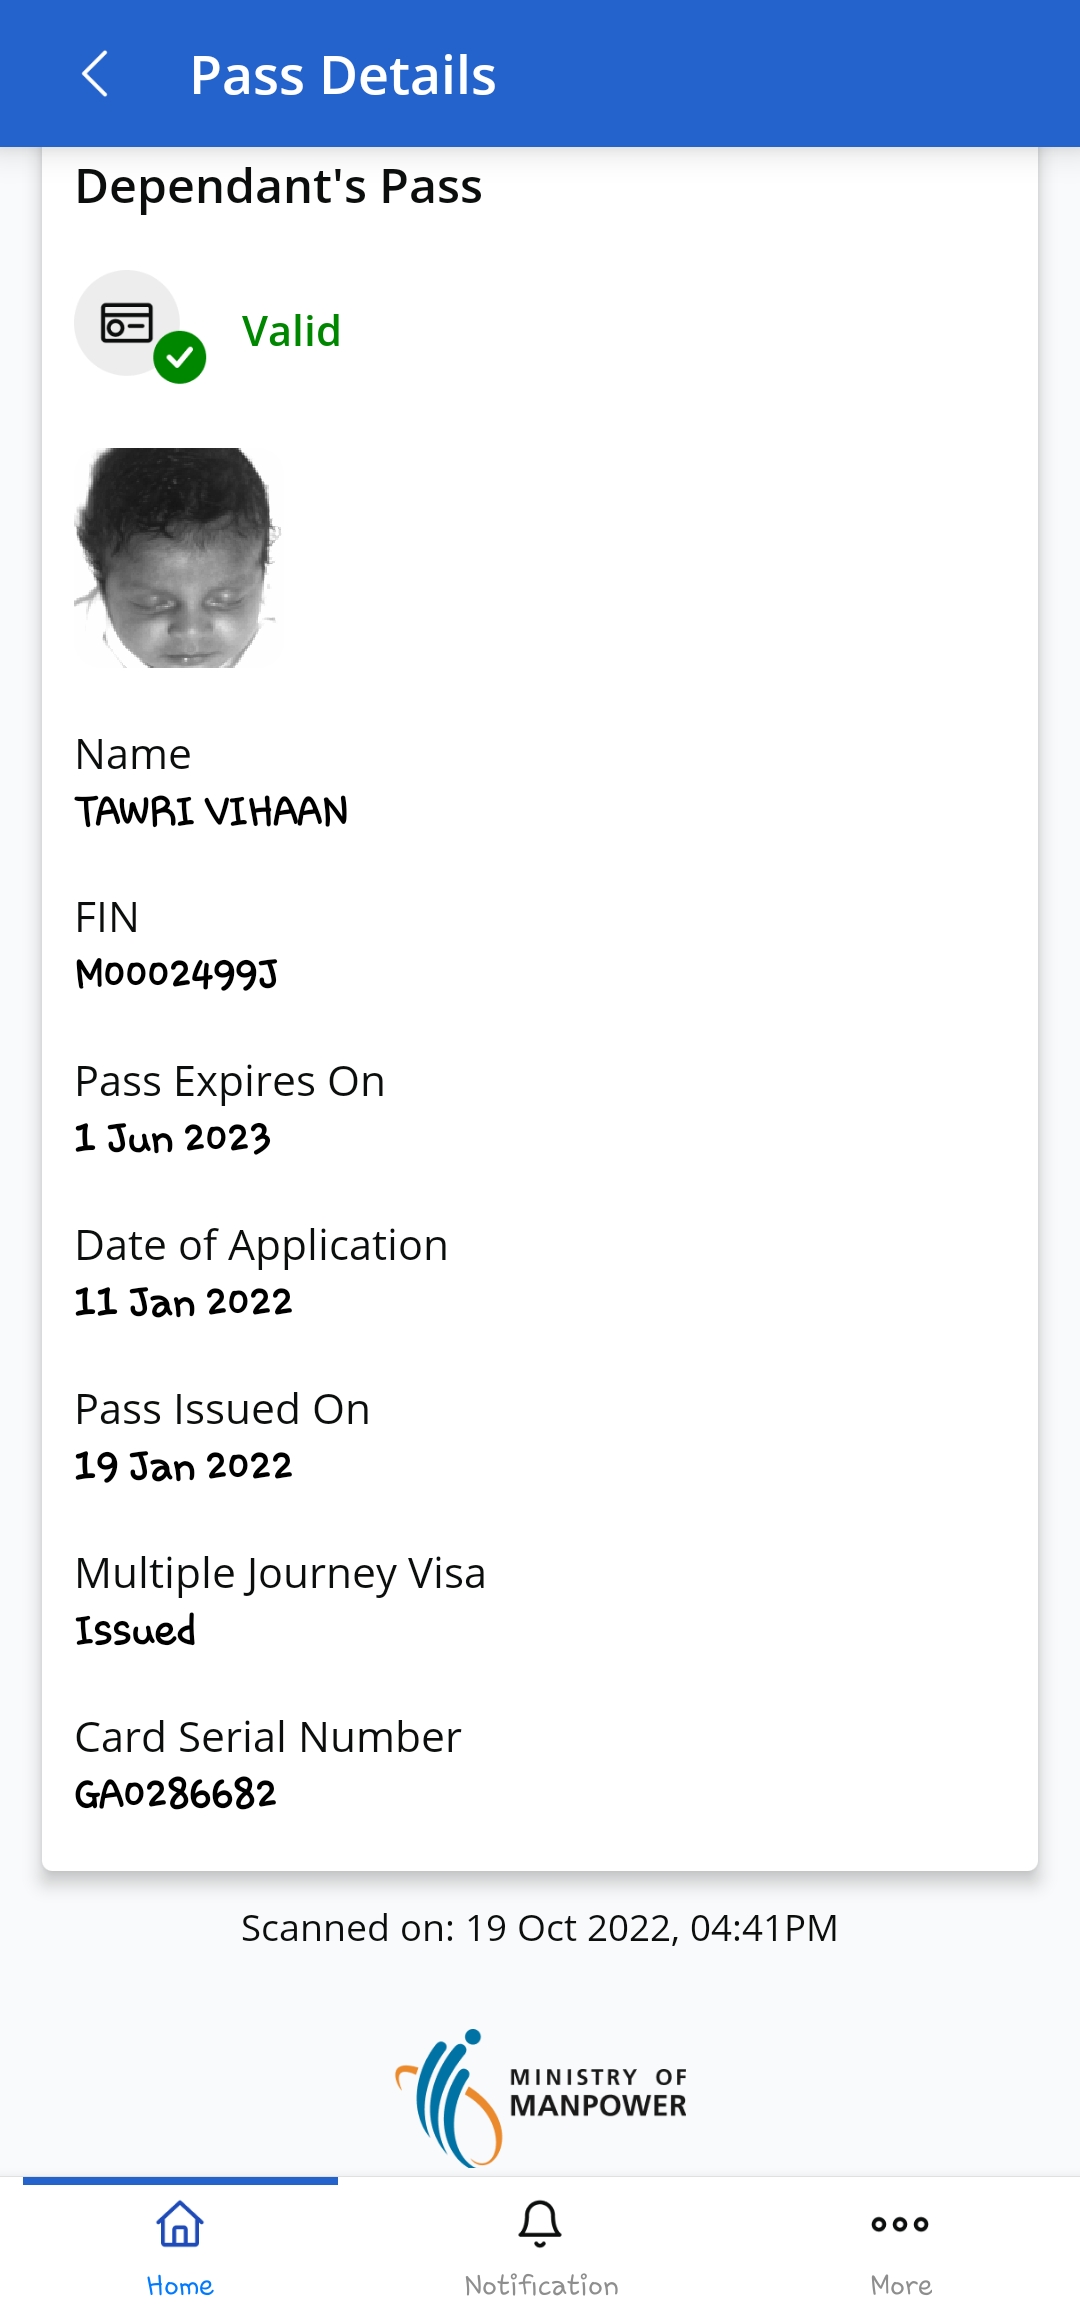 Pass Details
Dependant's Pass
Valid
Name
TAWRI VIHAAN
FIN
M0002499J
Pass Expires On
1 Jun 2023
Date of Application
11 Jan 2022
Pass Issued On
19 Jan 2022
Multiple Journey Visa
Issued
Card Serial Number
GA0286682
Scanned on: 19 Oct 2022, 04:41PM
MINISTRY OF
MANPOWER
Home
Notification
More